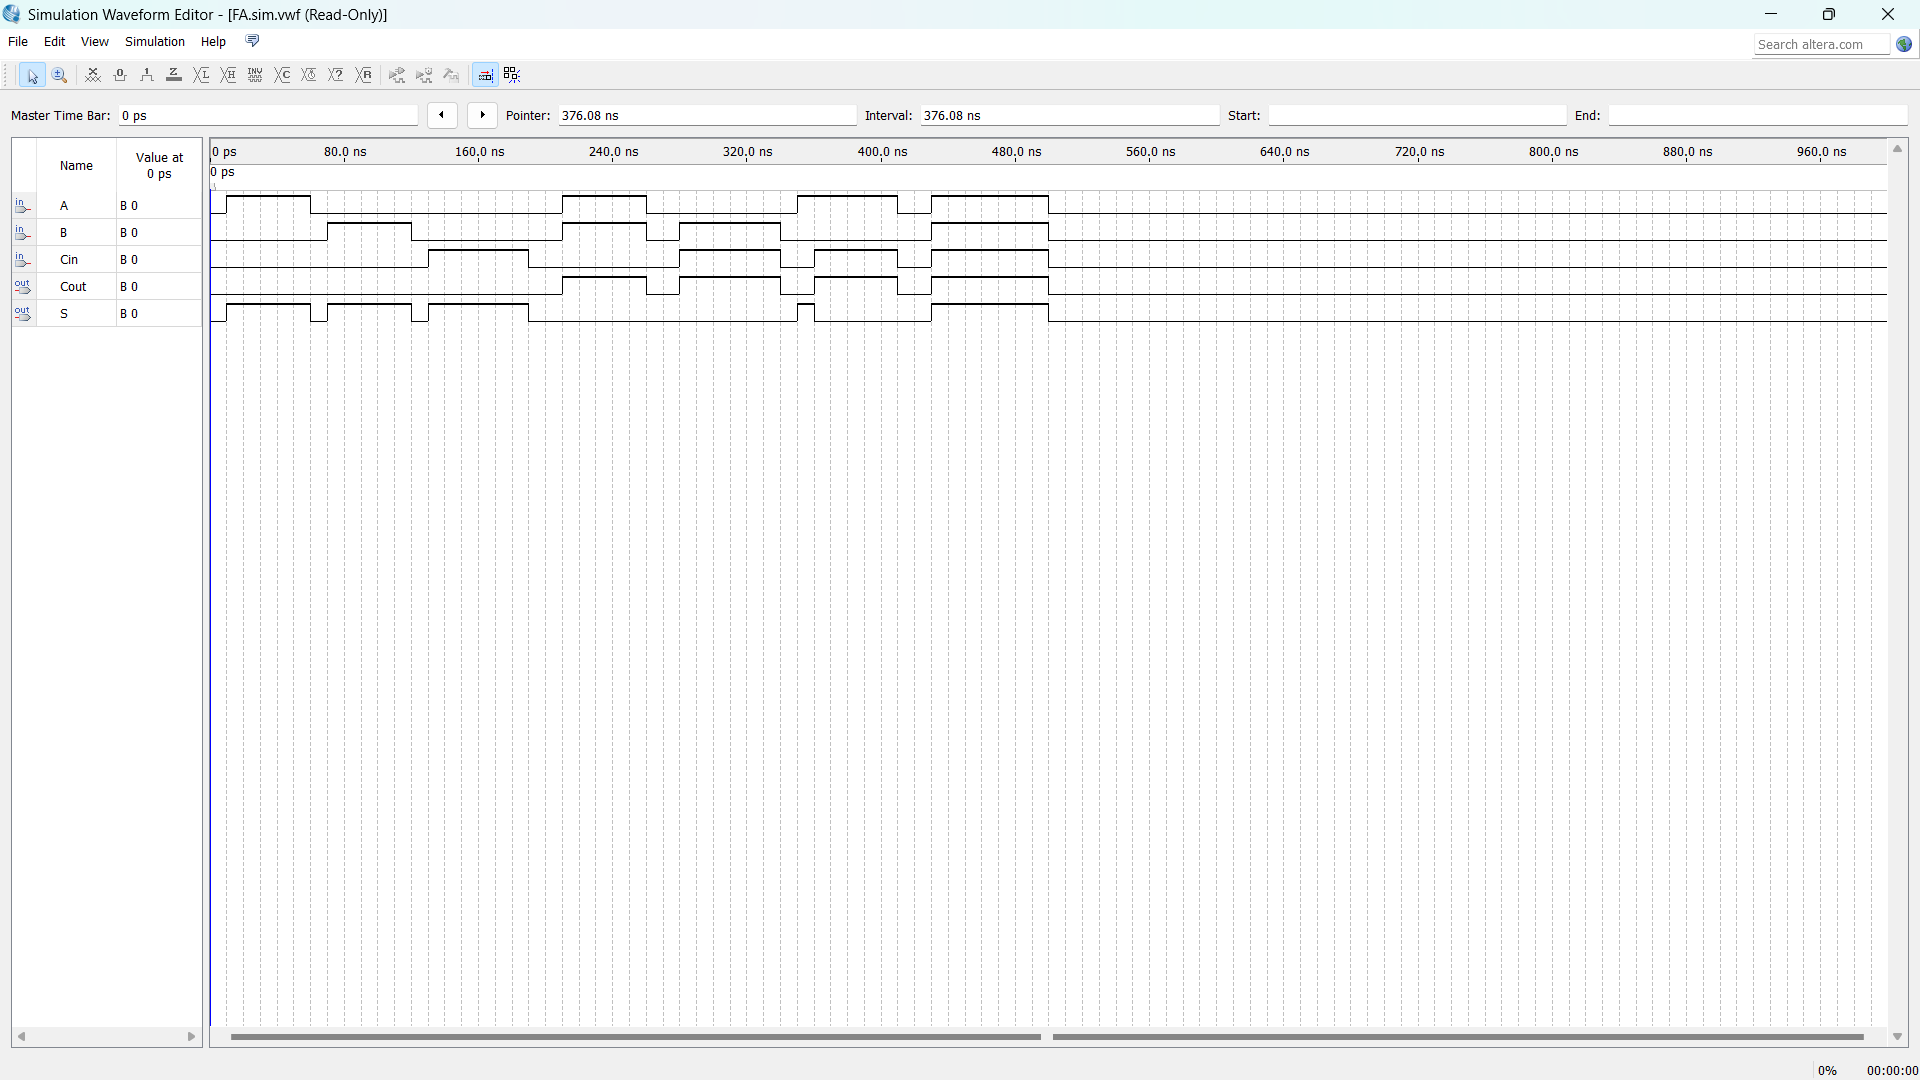 Simulation Waveform Editor - [FA.sim.vwf (Read-Only)]
File Edit View Simulation Help
Search altera.com
Master Time Bar: 0 ps Pointer: 376.08 ns Interval: 376.08 ns Start: End:
Name Value at 0 ps
0 ps 80.0 ns 160.0 ns 240.0 ns 320.0 ns 400.0 ns 480.0 ns 560.0 ns 640.0 ns 720.0 ns 800.0 ns 880.0 ns 960.0 ns
0 ps
in A B 0
in B B 0
in Cin B 0
out Cout B 0
out S B 0
0% 00:00:00